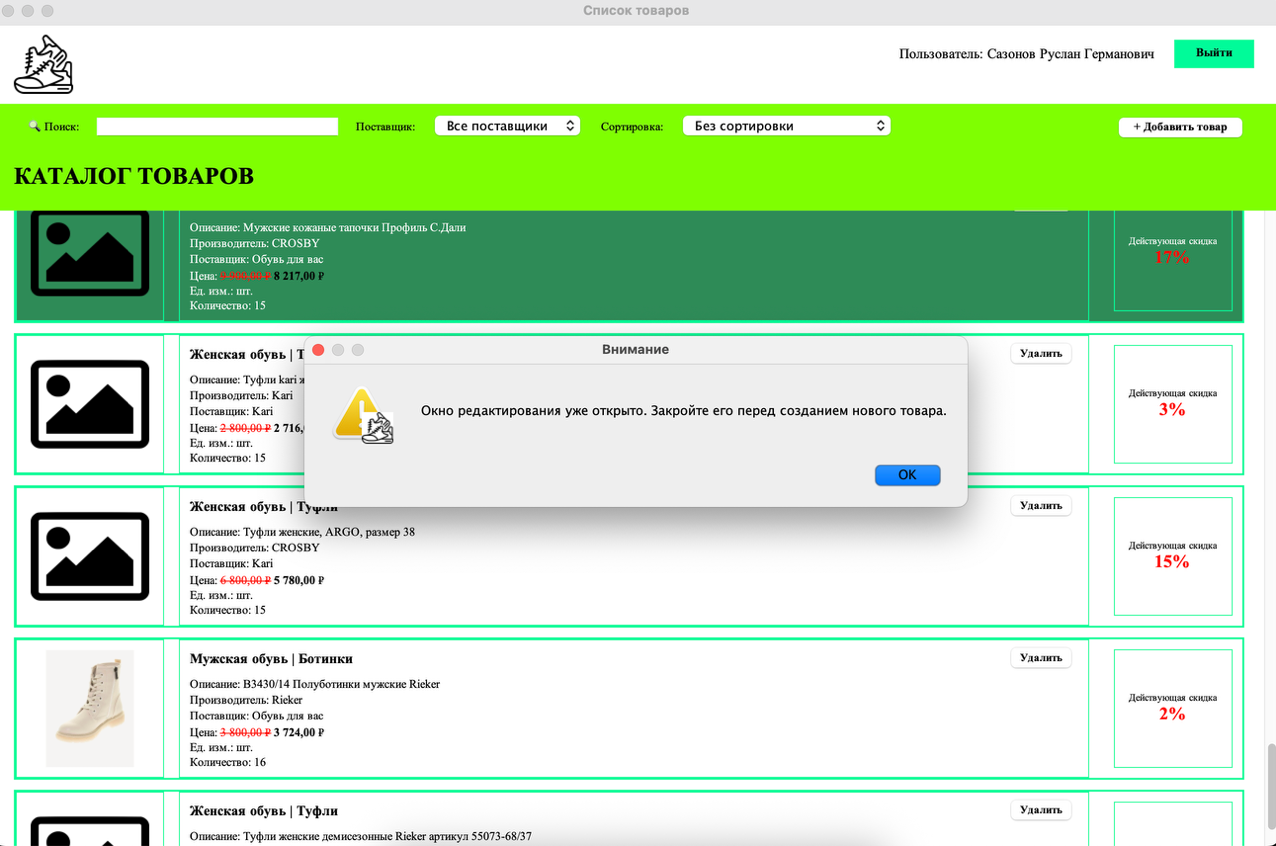 Список товаров
Пользователь: Сазонов Руслан Германович
Выйти
Поиск:
Поставщик:
Все поставщики
Сортировка:
Без сортировки
+ Добавить товар
КАТАЛОГ ТОВАРОВ
Описание: Мужские кожаные тапочки Профиль С.Дали
Производитель: CROSBY
Поставщик: Обувь для вас
Цена: 9 900,00 ₽ 8 217,00 ₽
Ед. изм.: шт.
Количество: 15
Действующая скидка
17%
Женская обувь | Т
Описание: Туфли kari
Производитель: Kari
Поставщик: Kari
Цена: 2 800,00 ₽ 2 716,
Ед. изм.: шт.
Количество: 15
Удалить
Действующая скидка
3%
Внимание
Окно редактирования уже открыто. Закройте его перед созданием нового товара.
OK
Женская обувь | Туфли
Описание: Туфли женские, ARGO, размер 38
Производитель: CROSBY
Поставщик: Kari
Цена: 6 800,00 ₽ 5 780,00 ₽
Ед. изм.: шт.
Количество: 15
Удалить
Действующая скидка
15%
Мужская обувь | Ботинки
Описание: B3430/14 Полуботинки мужские Rieker
Производитель: Rieker
Поставщик: Обувь для вас
Цена: 3 800,00 ₽ 3 724,00 ₽
Ед. изм.: шт.
Количество: 16
Удалить
Действующая скидка
2%
Женская обувь | Туфли
Описание: Туфли женские демисезонные Rieker артикул 55073-68/37
Удалить